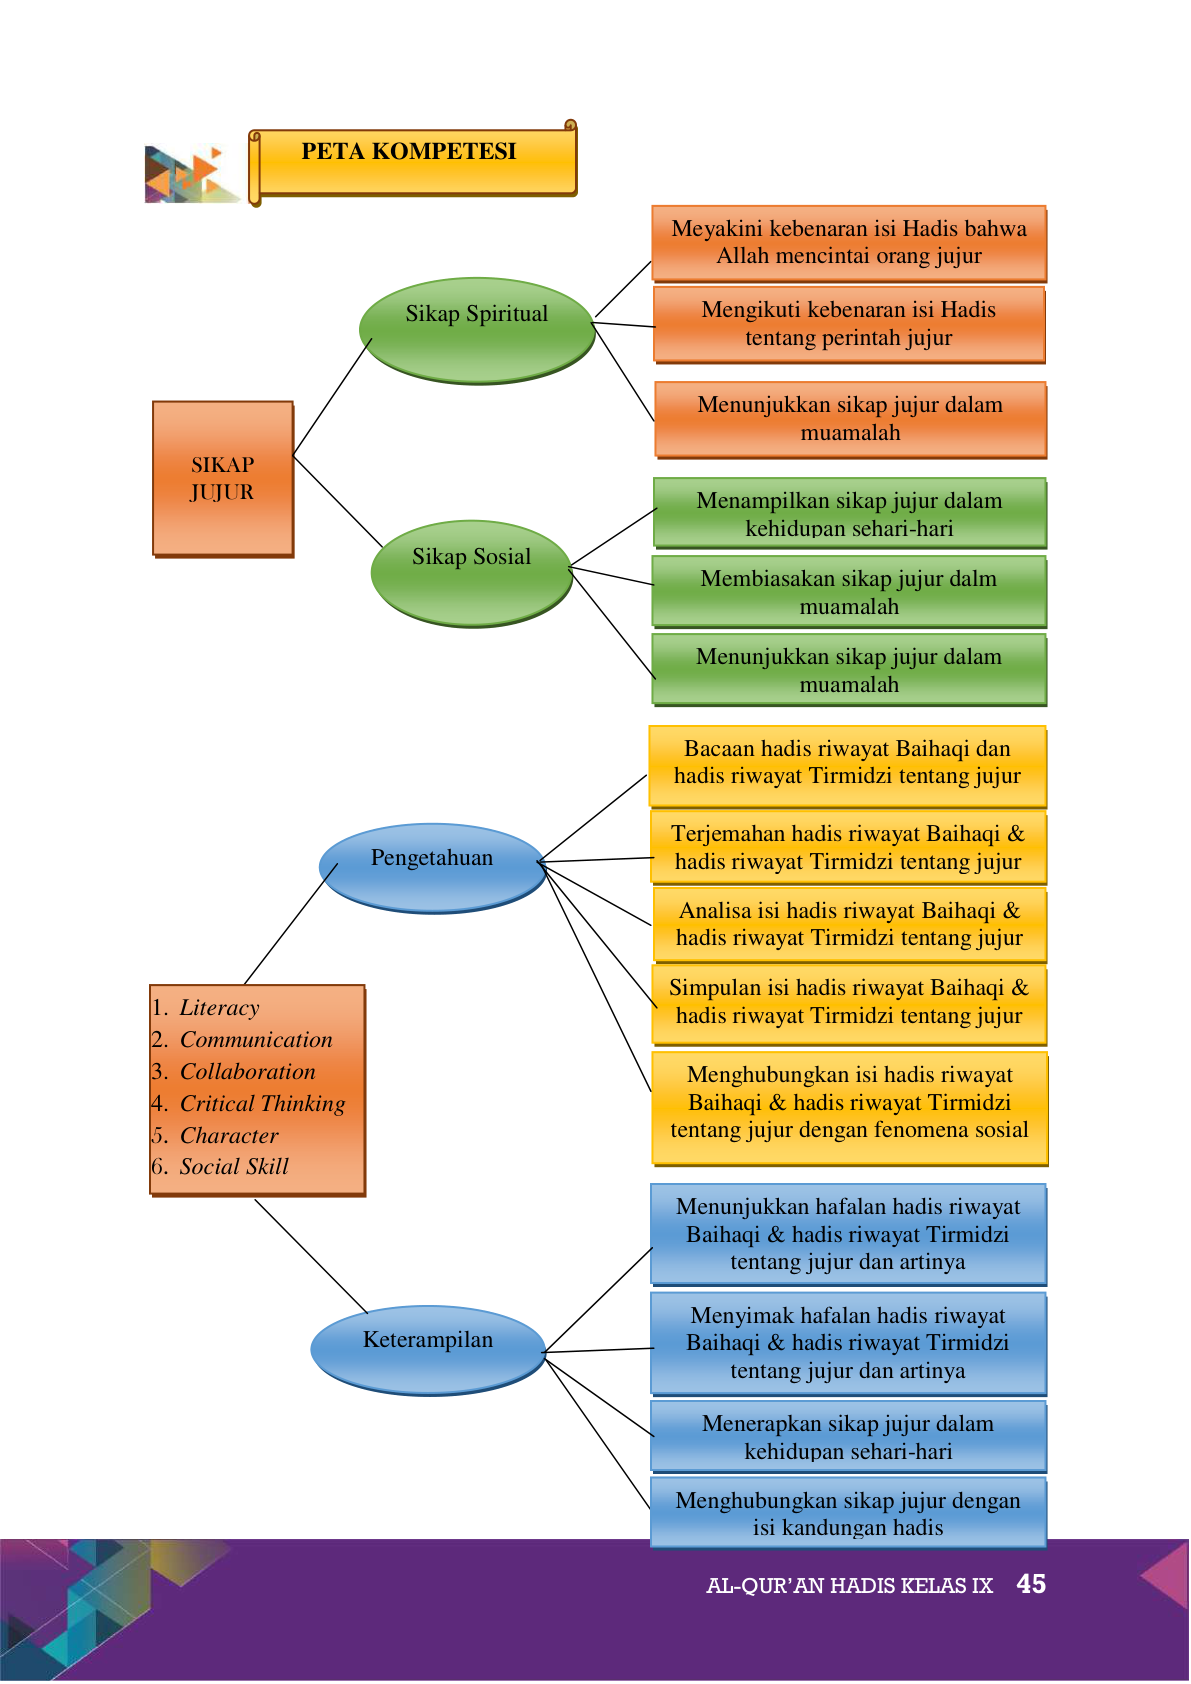 PETA KOMPETESI
Meyakini kebenaran isi Hadis bahwa
Allah mencintai orang jujur
Sikap Spiritual
Mengikuti kebenaran isi Hadis
tentang perintah jujur
Menunjukkan sikap jujur dalam
muamalah
SIKAP
JUJUR
Menampilkan sikap jujur dalam
kehidupan sehari-hari
Sikap Sosial
Membiasakan sikap jujur dalm
muamalah
Menunjukkan sikap jujur dalam
muamalah
Bacaan hadis riwayat Baihaqi dan
hadis riwayat Tirmidzi tentang jujur
Pengetahuan
Terjemahan hadis riwayat Baihaqi &
hadis riwayat Tirmidzi tentang jujur
Analisa isi hadis riwayat Baihaqi &
hadis riwayat Tirmidzi tentang jujur
Simpulan isi hadis riwayat Baihaqi &
hadis riwayat Tirmidzi tentang jujur
Menghubungkan isi hadis riwayat
Baihaqi & hadis riwayat Tirmidzi
tentang jujur dengan fenomena sosial
1. Literacy
2. Communication
3. Collaboration
4. Critical Thinking
5. Character
6. Social Skill
Menunjukkan hafalan hadis riwayat
Baihaqi & hadis riwayat Tirmidzi
tentang jujur dan artinya
Keterampilan
Menyimak hafalan hadis riwayat
Baihaqi & hadis riwayat Tirmidzi
tentang jujur dan artinya
Menerapkan sikap jujur dalam
kehidupan sehari-hari
Menghubungkan sikap jujur dengan
isi kandungan hadis
AL-QUR’AN HADIS KELAS IX 45